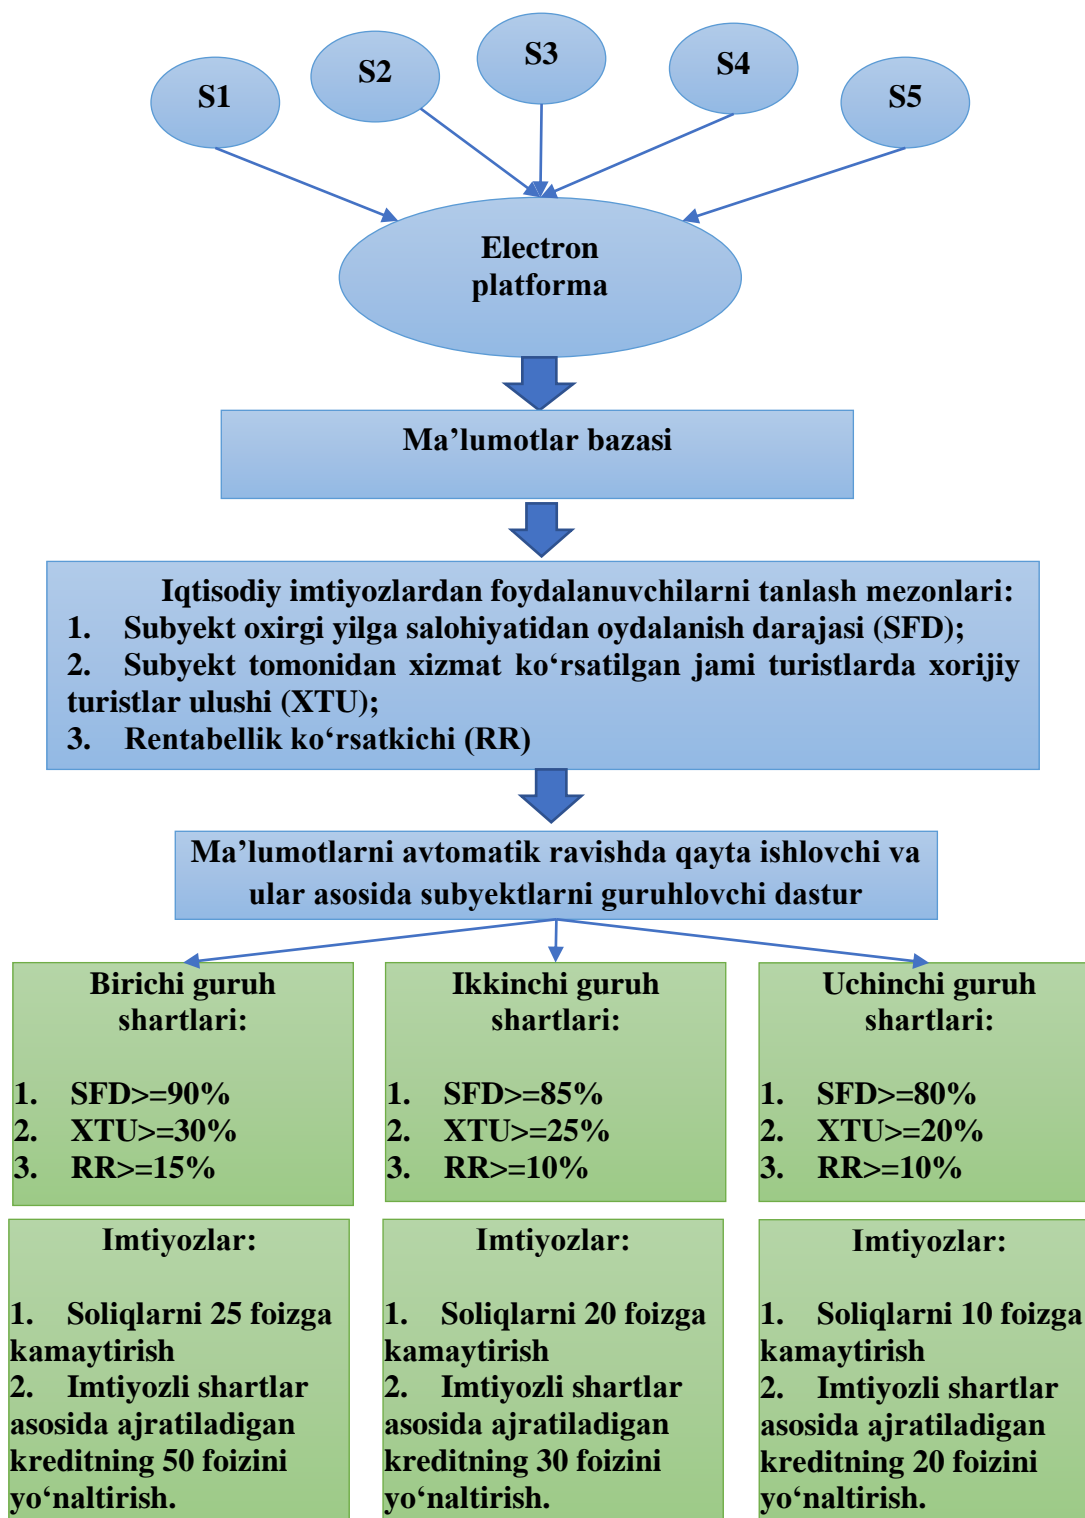 S1
S2
S3
S4
S5
Electron
platforma
Ma’lumotlar bazasi
Iqtisodiy imtiyozlardan foydalanuvchilarni tanlash mezonlari:
1. Subyekt oxirgi yilga salohiyatidan oydalanish darajasi (SFD);
2. Subyekt tomonidan xizmat ko‘rsatilgan jami turistlarda xorijiy
turistlar ulushi (XTU);
3. Rentabellik ko‘rsatkichi (RR)
Ma’lumotlarni avtomatik ravishda qayta ishlovchi va
ular asosida subyektlarni guruhlovchi dastur
Birichi guruh
shartlari:
1. SFD>=90%
2. XTU>=30%
3. RR>=15%
Ikkinchi guruh
shartlari:
1. SFD>=85%
2. XTU>=25%
3. RR>=10%
Uchinchi guruh
shartlari:
1. SFD>=80%
2. XTU>=20%
3. RR>=10%
Imtiyozlar:
1. Soliqlarni 25 foizga
kamaytirish
2. Imtiyozli shartlar
asosida ajratiladigan
kreditning 50 foizini
yo‘naltirish.
Imtiyozlar:
1. Soliqlarni 20 foizga
kamaytirish
2. Imtiyozli shartlar
asosida ajratiladigan
kreditning 30 foizini
yo‘naltirish.
Imtiyozlar:
1. Soliqlarni 10 foizga
kamaytirish
2. Imtiyozli shartlar
asosida ajratiladigan
kreditning 20 foizini
yo‘naltirish.